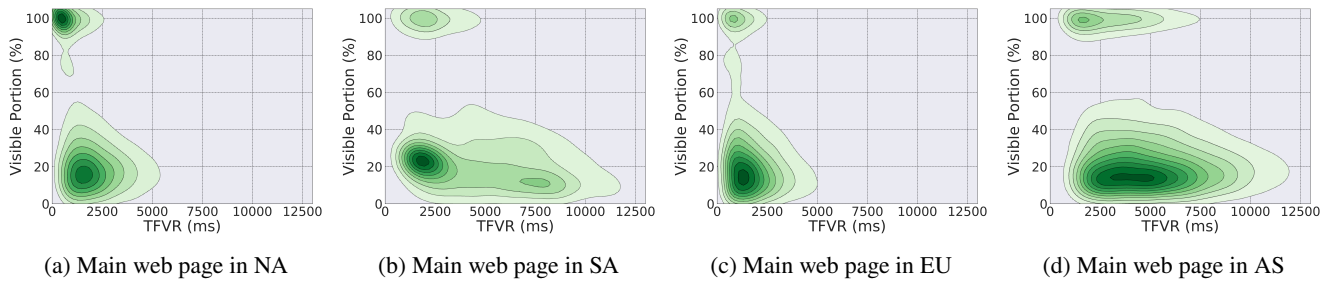 100
80
60
40
20
0
Visible Portion (%)
0 2500 5000 7500 10000 12500
TFVR (ms)
(a) Main web page in NA
100
80
60
40
20
0
Visible Portion (%)
0 2500 5000 7500 10000 12500
TFVR (ms)
(b) Main web page in SA
100
80
60
40
20
0
Visible Portion (%)
0 2500 5000 7500 10000 12500
TFVR (ms)
(c) Main web page in EU
100
80
60
40
20
0
Visible Portion (%)
0 2500 5000 7500 10000 12500
TFVR (ms)
(d) Main web page in AS